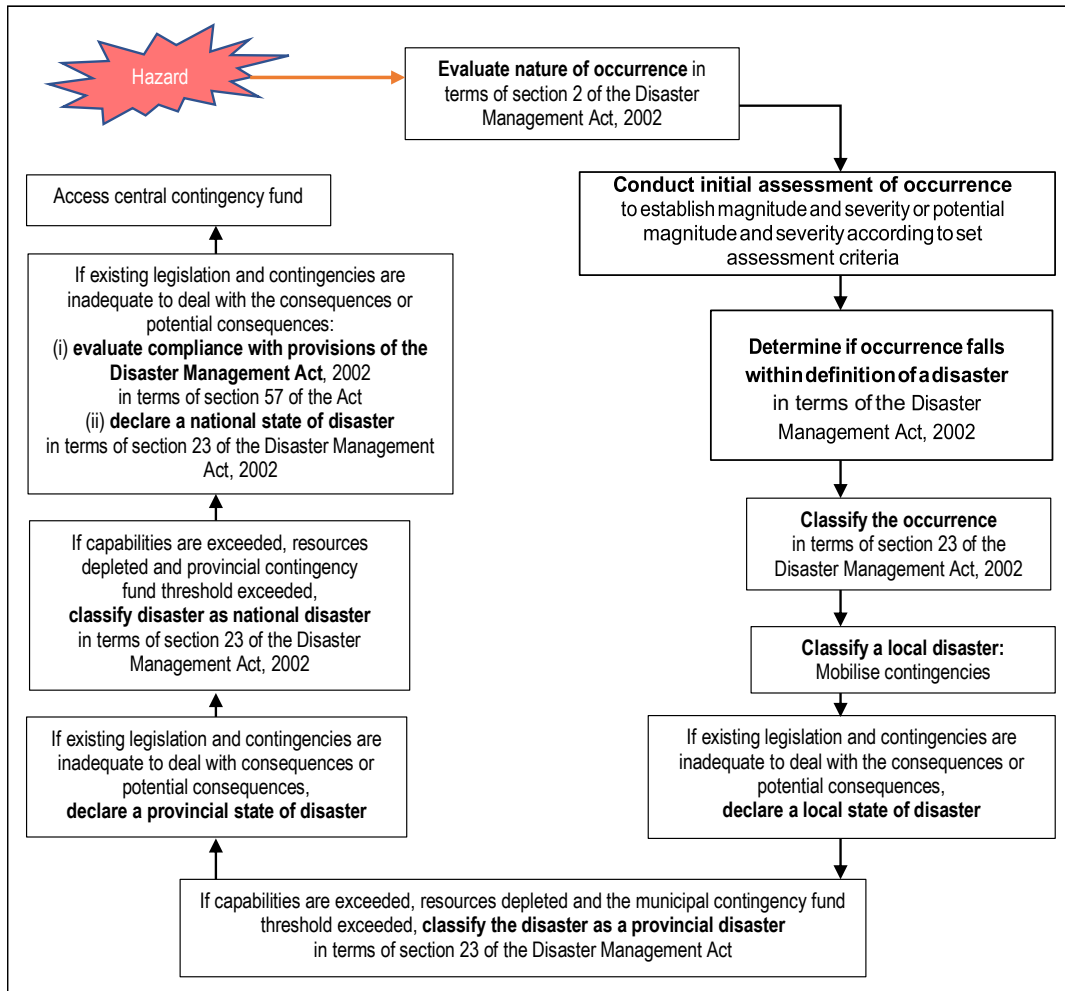 Hazard
Evaluate nature of occurrence in
terms of section 2 of the Disaster
Management Act, 2002
Conduct initial assessment of occurrence
to establish magnitude and severity or potential
magnitude and severity according to set
assessment criteria
Determine if occurrence falls
within definition of a disaster
in terms of the Disaster
Management Act, 2002
Classify the occurrence
in terms of section 23 of the
Disaster Management Act, 2002
Classify a local disaster:
Mobilise contingencies
If existing legislation and contingencies are
inadequate to deal with the consequences or
potential consequences,
declare a local state of disaster
If capabilities are exceeded, resources depleted and the municipal contingency fund
threshold exceeded, classify the disaster as a provincial disaster
in terms of section 23 of the Disaster Management Act
If existing legislation and contingencies are
inadequate to deal with consequences or
potential consequences,
declare a provincial state of disaster
If capabilities are exceeded, resources
depleted and provincial contingency
fund threshold exceeded,
classify disaster as national disaster
in terms of section 23 of the Disaster
Management Act, 2002
If existing legislation and contingencies are
inadequate to deal with the consequences or
potential consequences:
(i) evaluate compliance with provisions of the
Disaster Management Act, 2002
in terms of section 57 of the Act
(ii) declare a national state of disaster
in terms of section 23 of the Disaster Management
Act, 2002
Access central contingency fund